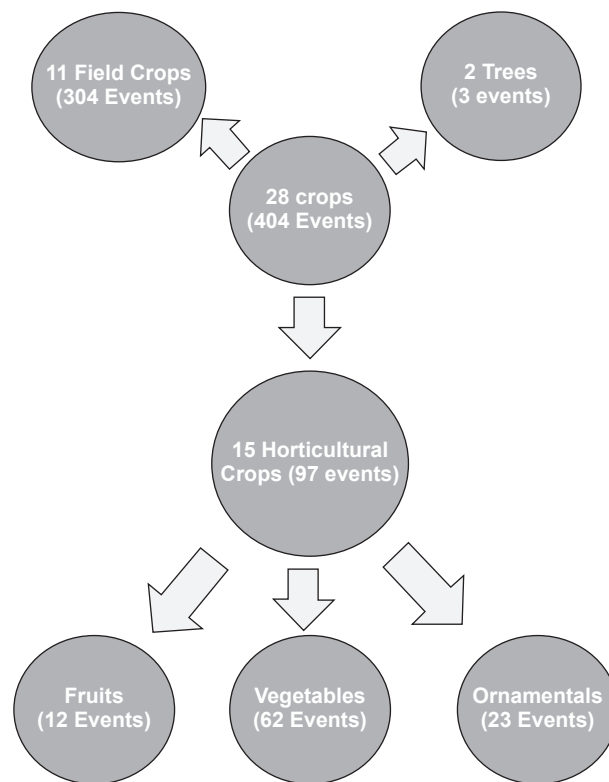 11 Field Crops
(304 Events)
2 Trees
(3 events)
28 crops
(404 Events)
15 Horticultural
Crops (97 events)
Fruits
(12 Events)
Vegetables
(62 Events)
Ornamentals
(23 Events)